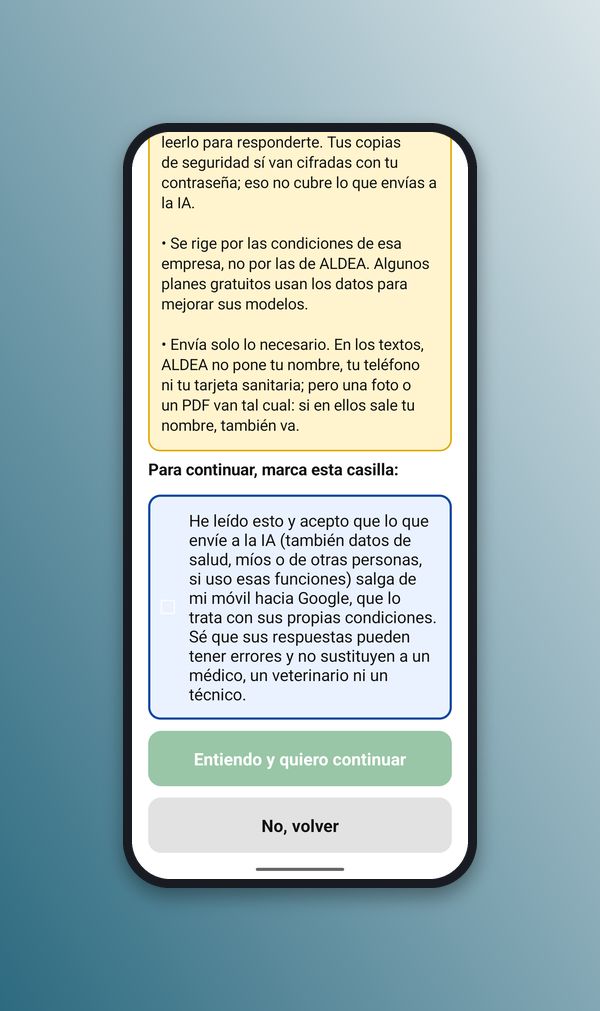 leerlo para responderte. Tus copias
de seguridad sí van cifradas con tu
contraseña; eso no cubre lo que envías a
la IA.
• Se rige por las condiciones de esa
empresa, no por las de ALDEA. Algunos
planes gratuitos usan los datos para
mejorar sus modelos.
• Envía solo lo necesario. En los textos,
ALDEA no pone tu nombre, tu teléfono
ni tu tarjeta sanitaria; pero una foto o
un PDF van tal cual: si en ellos sale tu
nombre, también va.
Para continuar, marca esta casilla:
He leído esto y acepto que lo que
envíe a la IA (también datos de
salud, míos o de otras personas,
si uso esas funciones) salga de
mi móvil hacia Google, que lo
trata con sus propias condiciones.
Sé que sus respuestas pueden
tener errores y no sustituyen a un
médico, un veterinario ni un
técnico.
Entiendo y quiero continuar
No, volver